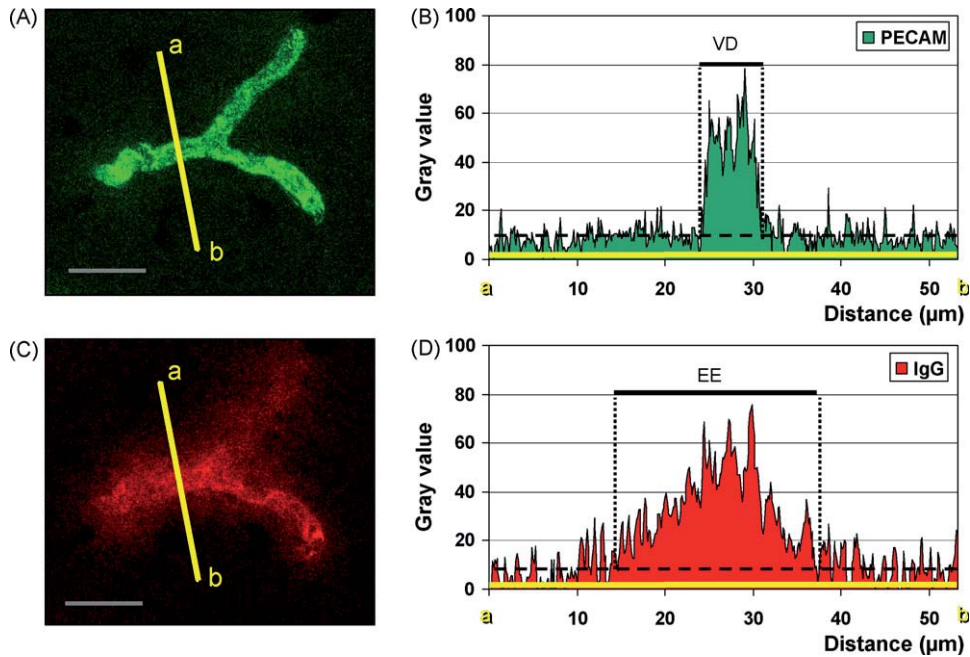 (A)
a
b
(B)
100
80
60
40
20
0
Gray value
VD
PECAM
a
10
20
30
40
50
b
Distance (µm)
(C)
a
b
(D)
100
80
60
40
20
0
Gray value
EE
IgG
a
10
20
30
40
50
b
Distance (µm)